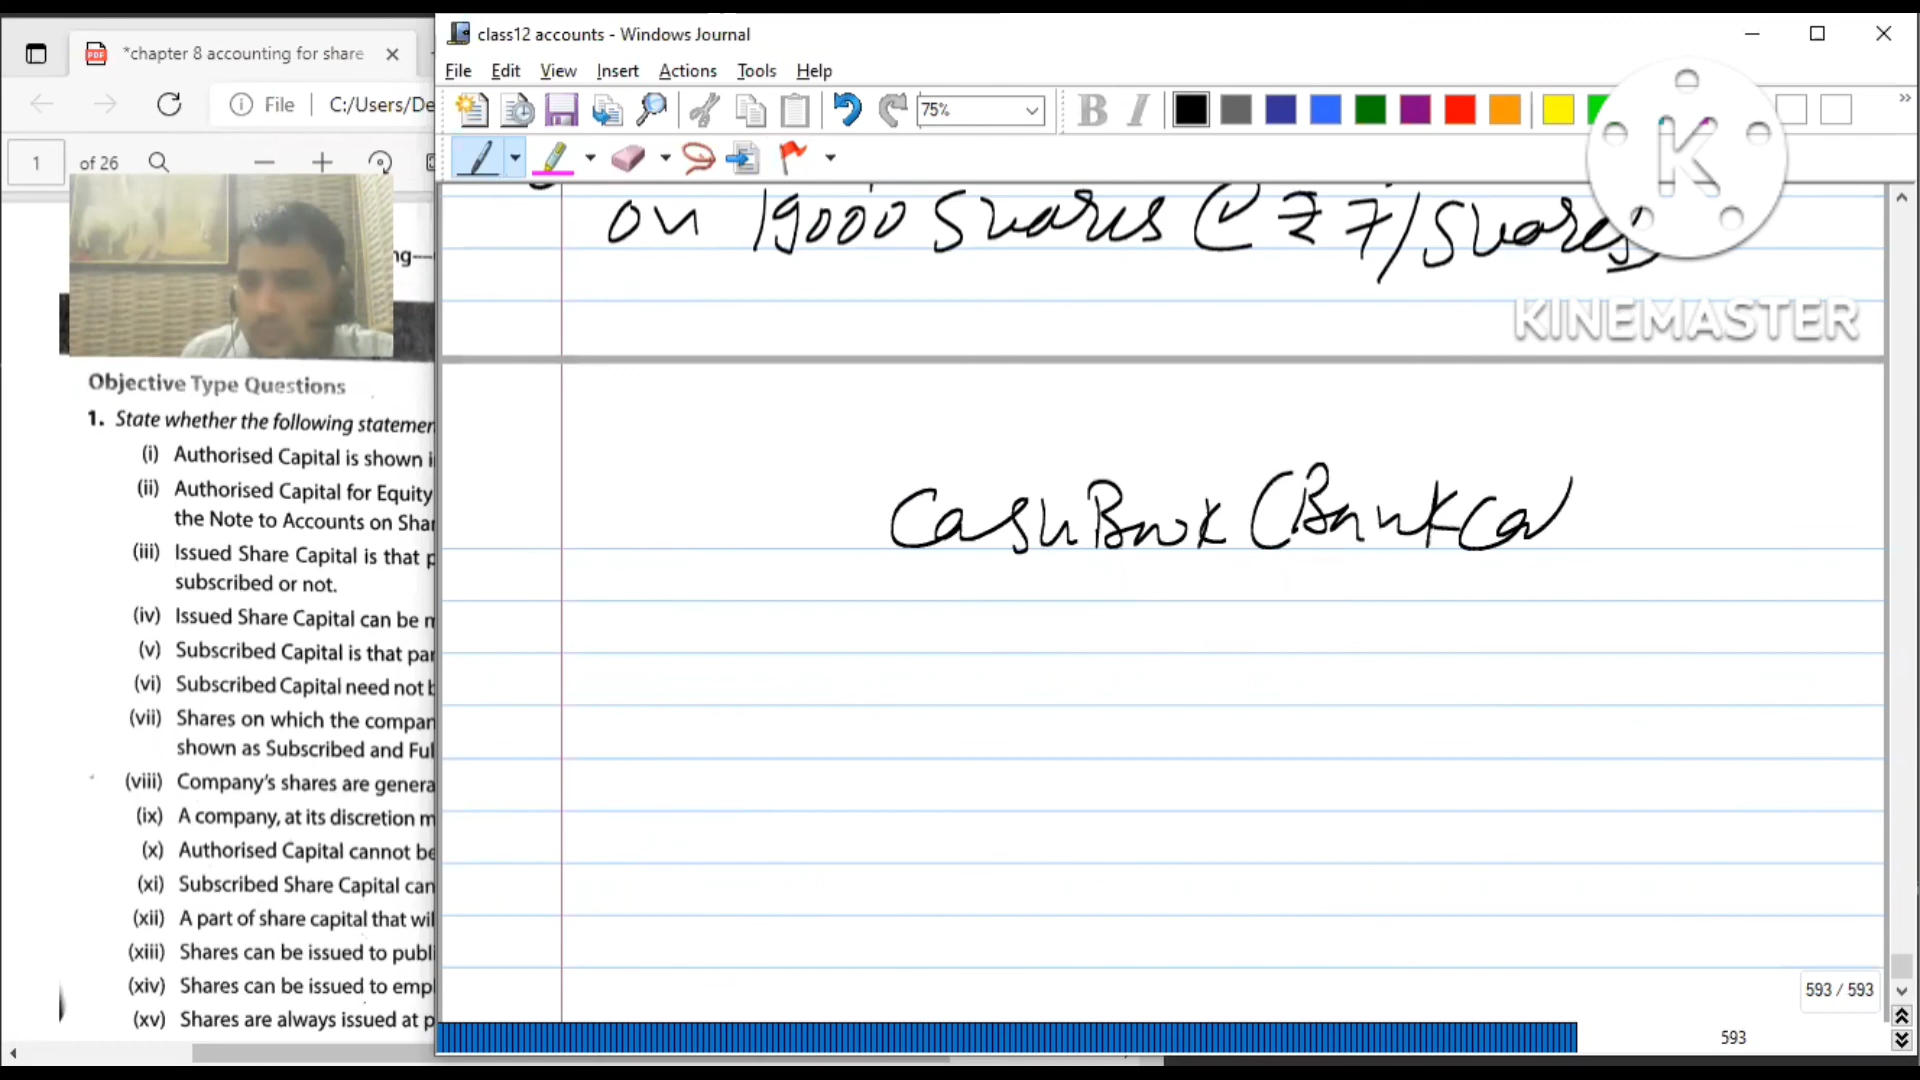 *chapter 8 accounting for share
File
C:/Users/De
1
of 26
Objective Type Questions
1. State whether the following statemen
(i) Authorised Capital is shown i
(ii) Authorised Capital for Equity
the Note to Accounts on Shar
(iii) Issued Share Capital is that p
subscribed or not.
(iv) Issued Share Capital can be m
(v) Subscribed Capital is that par
(vi) Subscribed Capital need not b
(vii) Shares on which the compan
shown as Subscribed and Ful
(viii) Company's shares are genera
(ix) A company, at its discretion m
(x) Authorised Capital cannot be
(xi) Subscribed Share Capital can
(xii) A part of share capital that wil
(xiii) Shares can be issued to publi
(xiv) Shares can be issued to empl
(xv) Shares are always issued at p
class12 accounts - Windows Journal
File Edit View Insert Actions Tools Help
75%
B I
on 19000 Shares @ ₹ 7/Shares
K
KINEMASTER
Cash Book (Bank Col
593 / 593
593